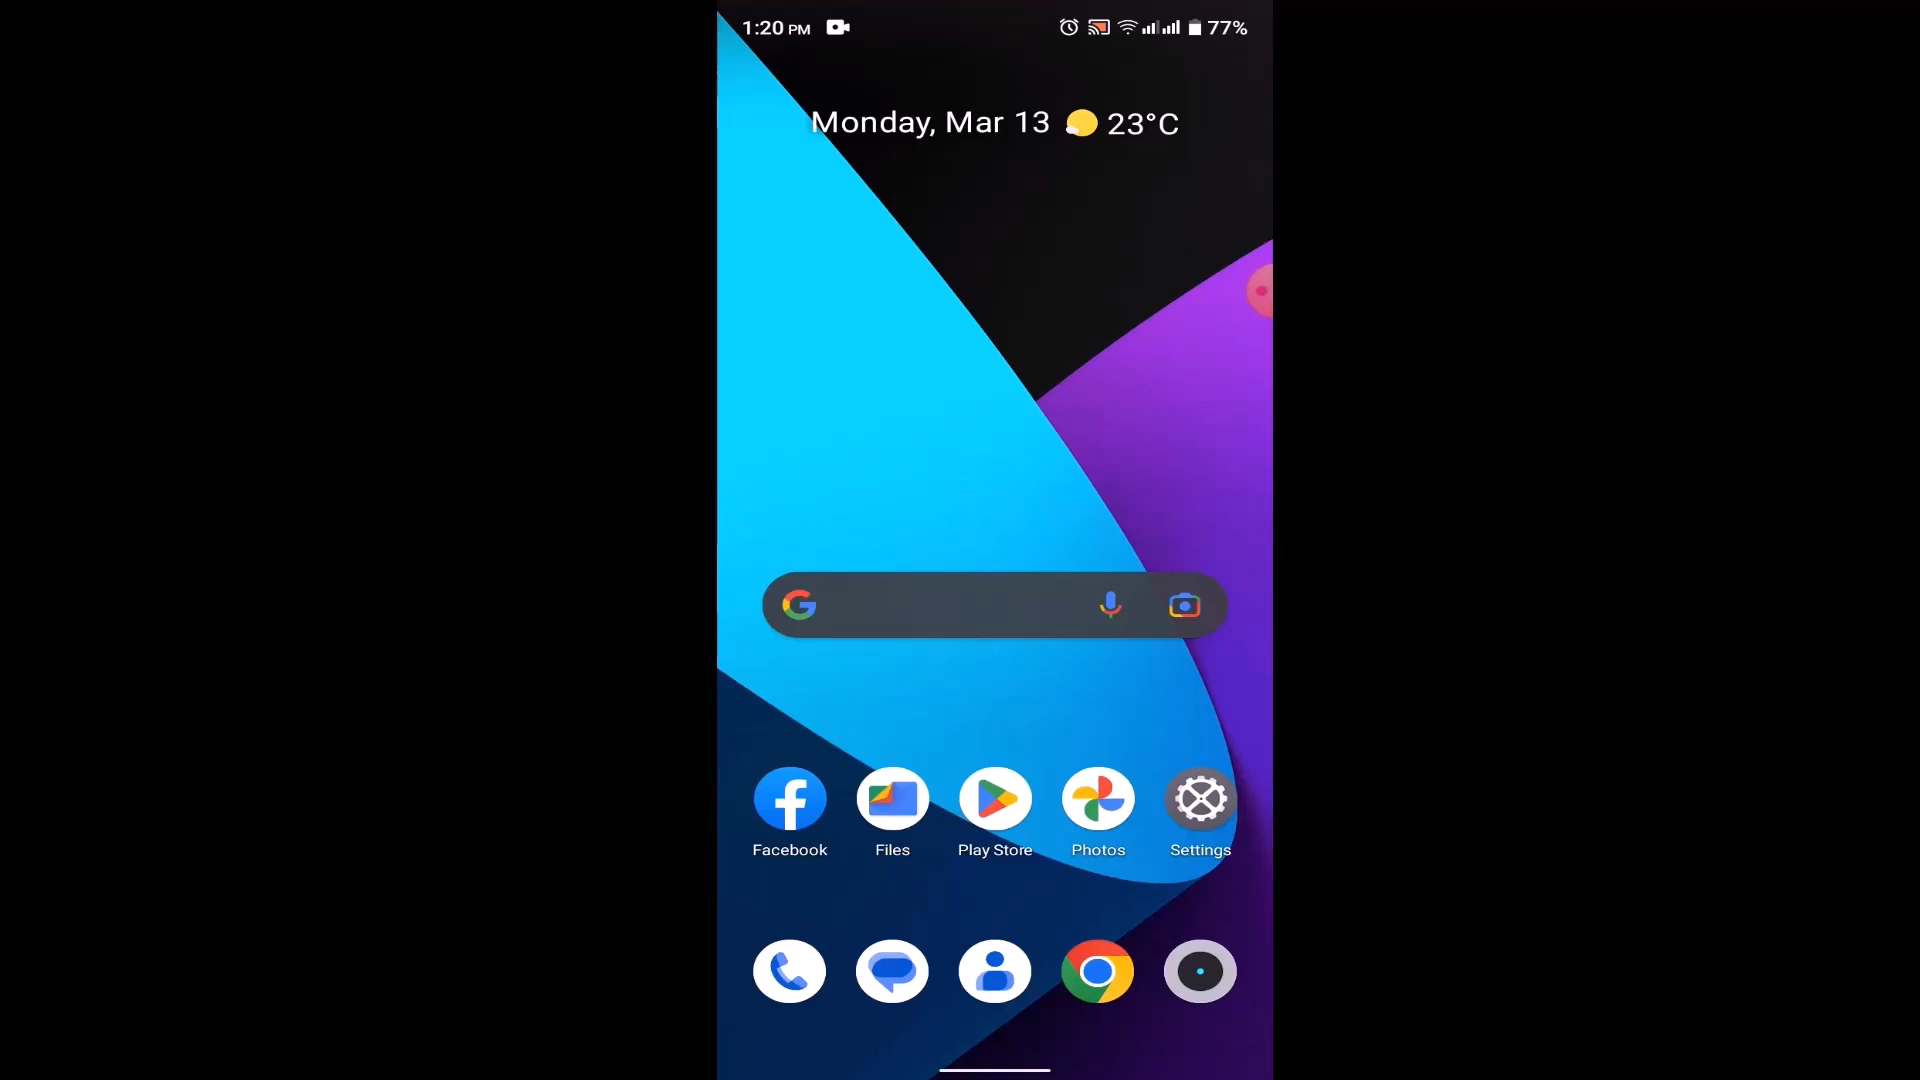 1:20 PM 77%
Monday, Mar 13 23°C
Facebook Files Play Store Photos Settings